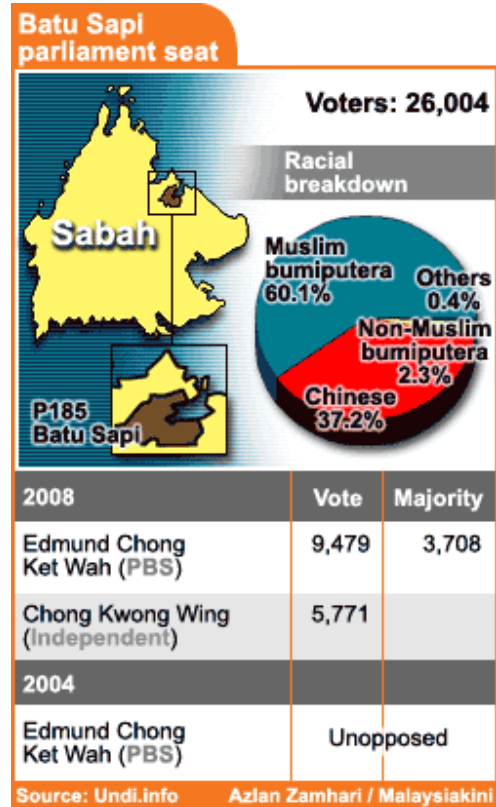 Batu Sapi
parliament seat
Voters: 26,004
Racial
breakdown
Sabah
P185
Batu Sapi
Muslim
bumiputera
60.1%
Others
0.4%
Non-Muslim
bumiputera
2.3%
Chinese
37.2%
2008 Vote Majority
Edmund Chong
Ket Wah (PBS) 9,479 3,708
Chong Kwong Wing
(Independent) 5,771
2004
Edmund Chong
Ket Wah (PBS) Unopposed
Source: Undi.info Azlan Zamhari / Malaysiakini